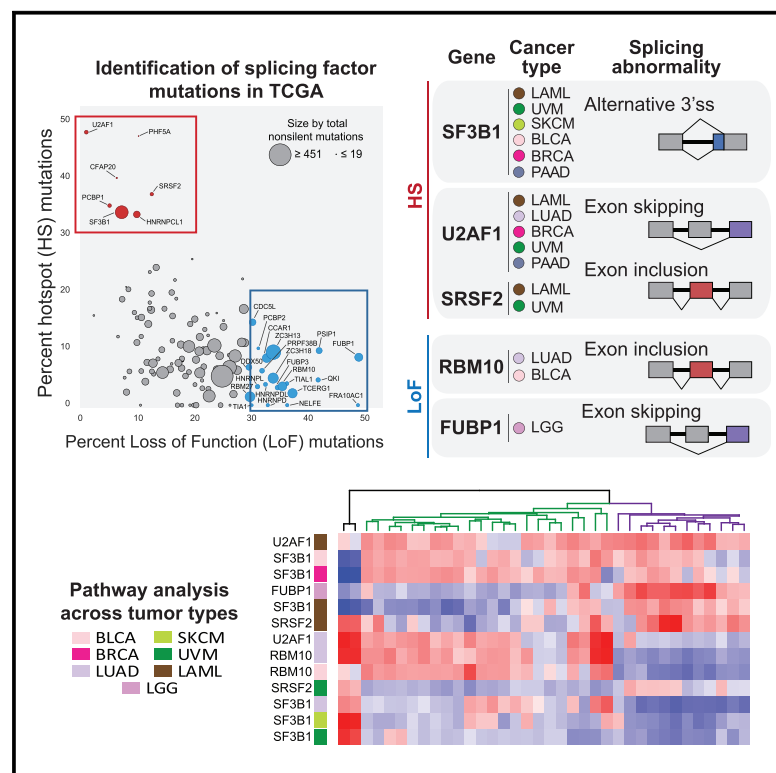 Identification of splicing factor
mutations in TCGA
Percent hotspot (HS) mutations
50
40
30
20
10
0
Size by total
nonsilent mutations
≥ 451
≤ 19
U2AF1
PHF5A
CFAP20
SRSF2
PCBP1
SF3B1
HNRNPCL1
CDC5L
PCBP2
CCAR1
ZC3H13
PRPF38B
ZC3H18
PSIP1
FUBP1
DDX50
FUBP3
RBM10
HNRNPL
TIAL1
QKI
RBM27
TCERG1
HNRNPDL
FRA10AC1
HNRNPD
TIA1
NELFE
0
10
20
30
40
50
Percent Loss of Function (LoF) mutations
Gene
Cancer
type
Splicing
abnormality
HS
SF3B1
LAML
UVM
SKCM
BLCA
BRCA
PAAD
Alternative 3'ss
U2AF1
LAML
LUAD
BRCA
UVM
PAAD
Exon skipping
SRSF2
LAML
UVM
Exon inclusion
LoF
RBM10
LUAD
BLCA
Exon inclusion
FUBP1
LGG
Exon skipping
Pathway analysis
across tumor types
BLCA
SKCM
BRCA
UVM
LUAD
LAML
LGG
U2AF1
SF3B1
SF3B1
FUBP1
SF3B1
SRSF2
U2AF1
RBM10
RBM10
SRSF2
SF3B1
SF3B1
SF3B1